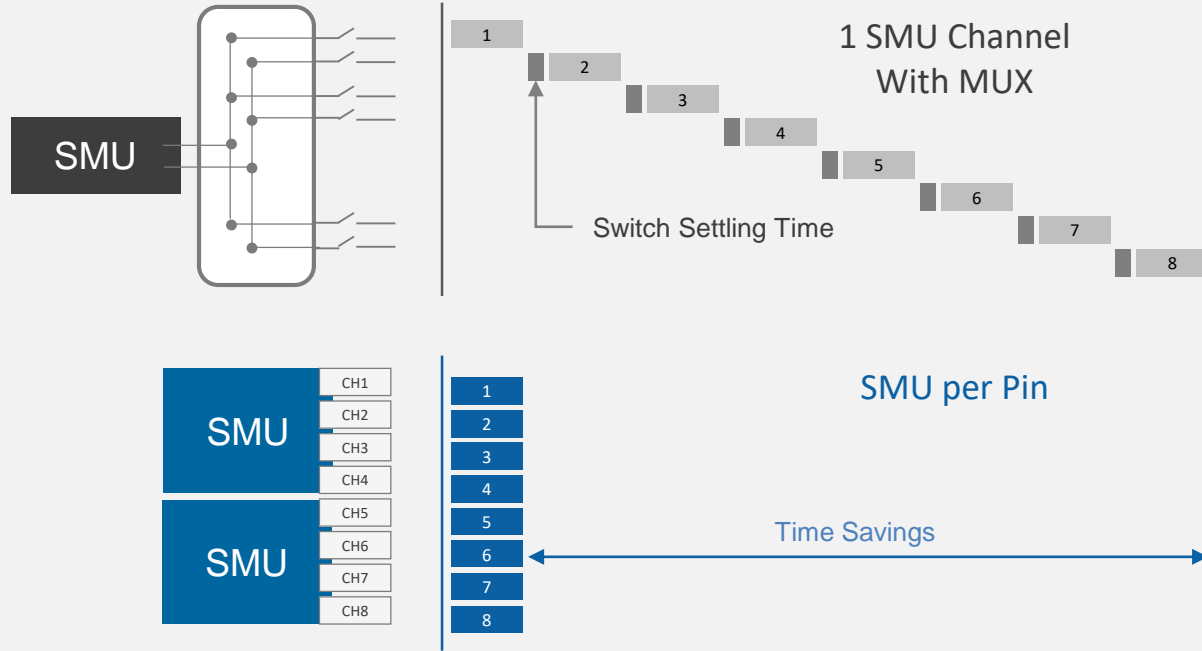 1 SMU Channel
With MUX
1
2
3
4
5
6
7
8
SMU
Switch Settling Time
SMU per Pin
SMU
SMU
CH1
CH2
CH3
CH4
CH5
CH6
CH7
CH8
1
2
3
4
5
6
7
8
Time Savings